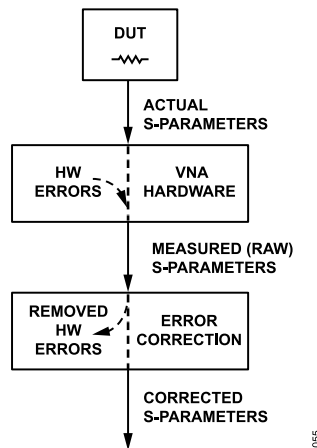 DUT
ACTUAL
S-PARAMETERS
HW
ERRORS
VNA
HARDWARE
MEASURED (RAW)
S-PARAMETERS
REMOVED
HW
ERRORS
ERROR
CORRECTION
CORRECTED
S-PARAMETERS